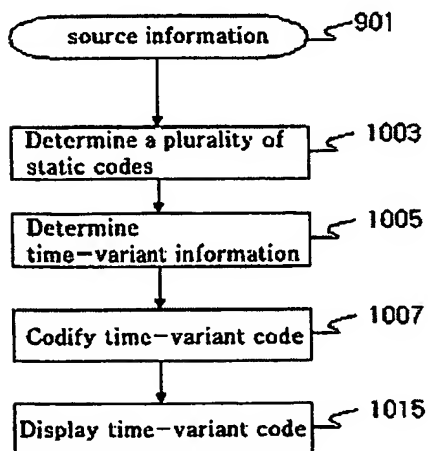 source information
901
Determine a plurality of
static codes
1003
Determine
time-variant information
1005
Codify time-variant code
1007
Display time-variant code
1015